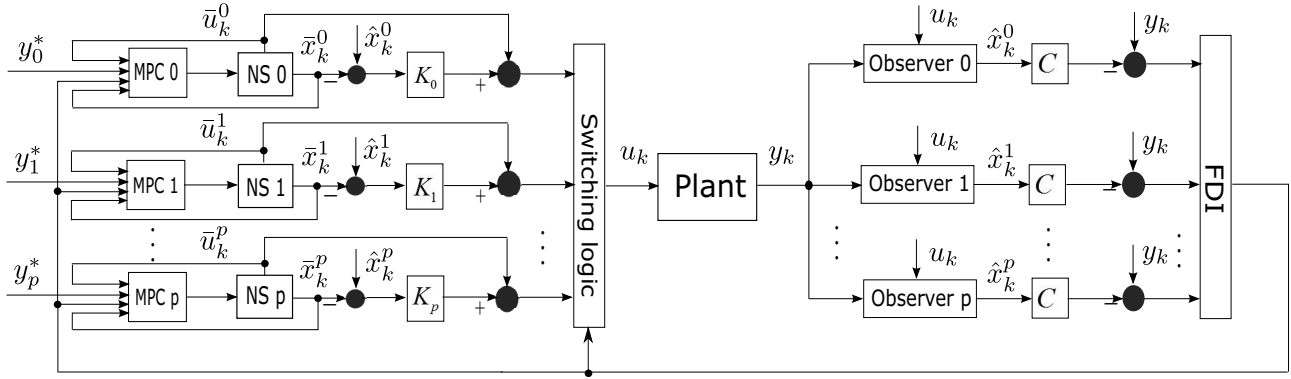 ū_k^0
x̄_k^0
x̂_k^0
y_0^*
MPC 0
NS 0
−
K_0
+
ū_k^1
x̄_k^1
x̂_k^1
y_1^*
MPC 1
NS 1
−
K_1
+
ū_k^p
x̄_k^p
x̂_k^p
y_p^*
MPC p
NS p
−
K_p
+
Switching logic
u_k
Plant
y_k
u_k
Observer 0
x̂_k^0
C
−
y_k
u_k
Observer 1
x̂_k^1
C
−
y_k
u_k
Observer p
x̂_k^p
C
−
y_k
FDI